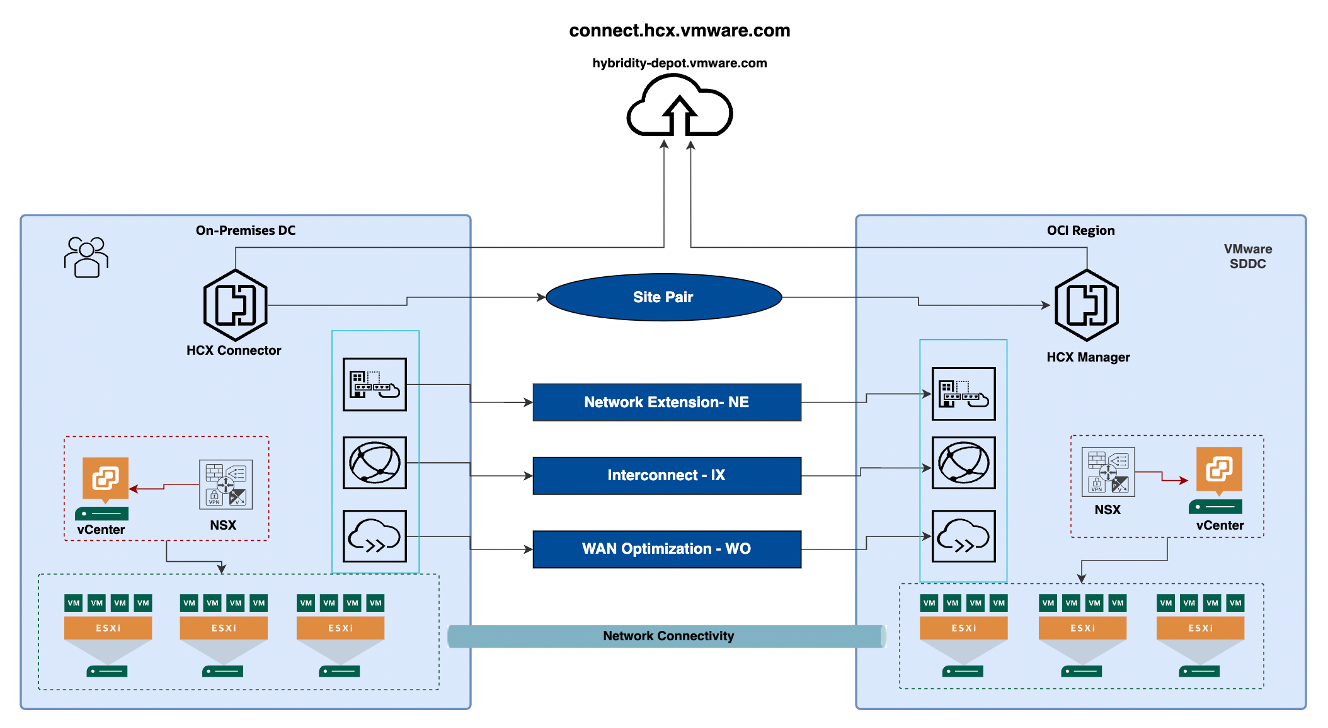 connect.hcx.vmware.com
hybridity-depot.vmware.com
On-Premises DC
HCX Connector
Site Pair
OCI Region
VMware
SDDC
HCX Manager
Network Extension- NE
Interconnect - IX
WAN Optimization - WO
vCenter
VPN
NSX
VPN
NSX
vCenter
VM VM VM VM
VM VM VM VM
VM VM VM VM
ESXi
ESXi
ESXi
Network Connectivity
VM VM VM VM
VM VM VM VM
VM VM VM VM
ESXi
ESXi
ESXi